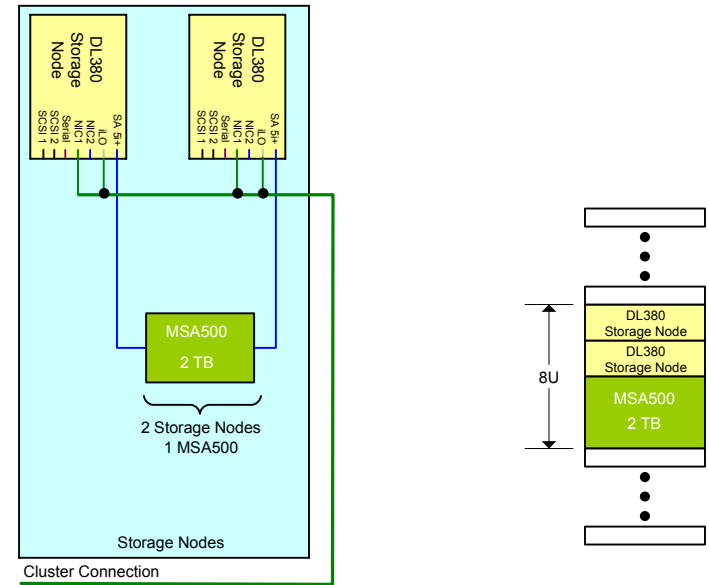 DL380
Storage
Node
SCSI 1
SCSI 2
Serial
NIC1
NIC2
iLO
SA 5i+
DL380
Storage
Node
SCSI 1
SCSI 2
Serial
NIC1
NIC2
iLO
SA 5i+
MSA500
2 TB
2 Storage Nodes
1 MSA500
Storage Nodes
Cluster Connection
8U
DL380
Storage Node
DL380
Storage Node
MSA500
2 TB